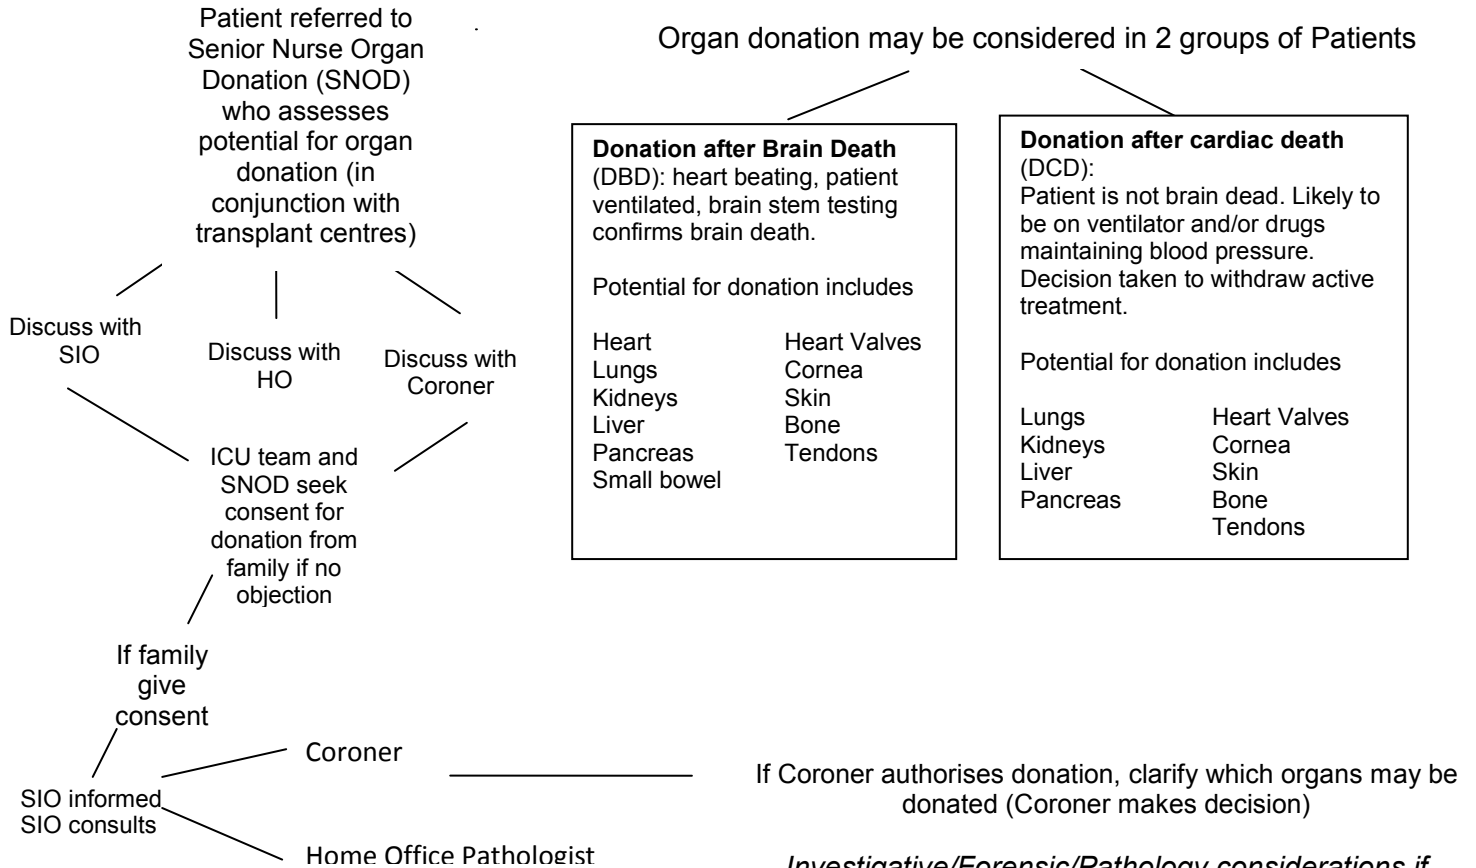 Patient referred to
Senior Nurse Organ
Donation (SNOD)
who assesses
potential for organ
donation (in
conjunction with
transplant centres)
Discuss with
SIO
Discuss with
HO
Discuss with
Coroner
ICU team and
SNOD seek
consent for
donation from
family if no
objection
If family
give
consent
SIO informed
SIO consults
Coroner
Home Office Pathologist
Organ donation may be considered in 2 groups of Patients
Donation after Brain Death
(DBD): heart beating, patient
ventilated, brain stem testing
confirms brain death.
Potential for donation includes
Heart Heart Valves
Lungs Cornea
Kidneys Skin
Liver Bone
Pancreas Tendons
Small bowel
Donation after cardiac death
(DCD):
Patient is not brain dead. Likely to
be on ventilator and/or drugs
maintaining blood pressure.
Decision taken to withdraw active
treatment.
Potential for donation includes
Lungs Heart Valves
Kidneys Cornea
Liver Skin
Pancreas Bone
Tendons
If Coroner authorises donation, clarify which organs may be
donated (Coroner makes decision)
Investigative/Forensic/Pathology considerations if